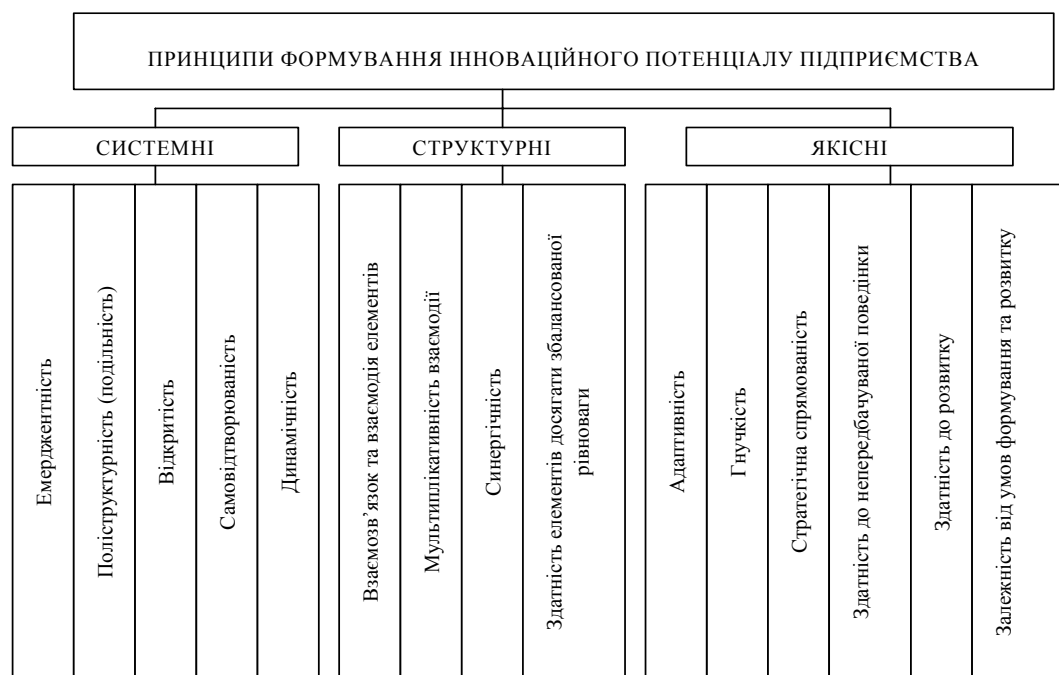 ПРИНЦИПИ ФОРМУВАННЯ ІННОВАЦІЙНОГО ПОТЕНЦІАЛУ ПІДПРИЄМСТВА
СИСТЕМНІ
СТРУКТУРНІ
ЯКІСНІ
Емерджентність
Поліструктурність (подільність)
Відкритість
Самовідтворюваність
Динамічність
Взаємозв’язок та взаємодія елементів
Мультиплікативність взаємодії
Синергічність
Здатність елементів досягати збалансованої
рівноваги
Адаптивність
Гнучкість
Стратегічна спрямованість
Здатність до непередбачуваної поведінки
Здатність до розвитку
Залежність від умов формування та розвитку